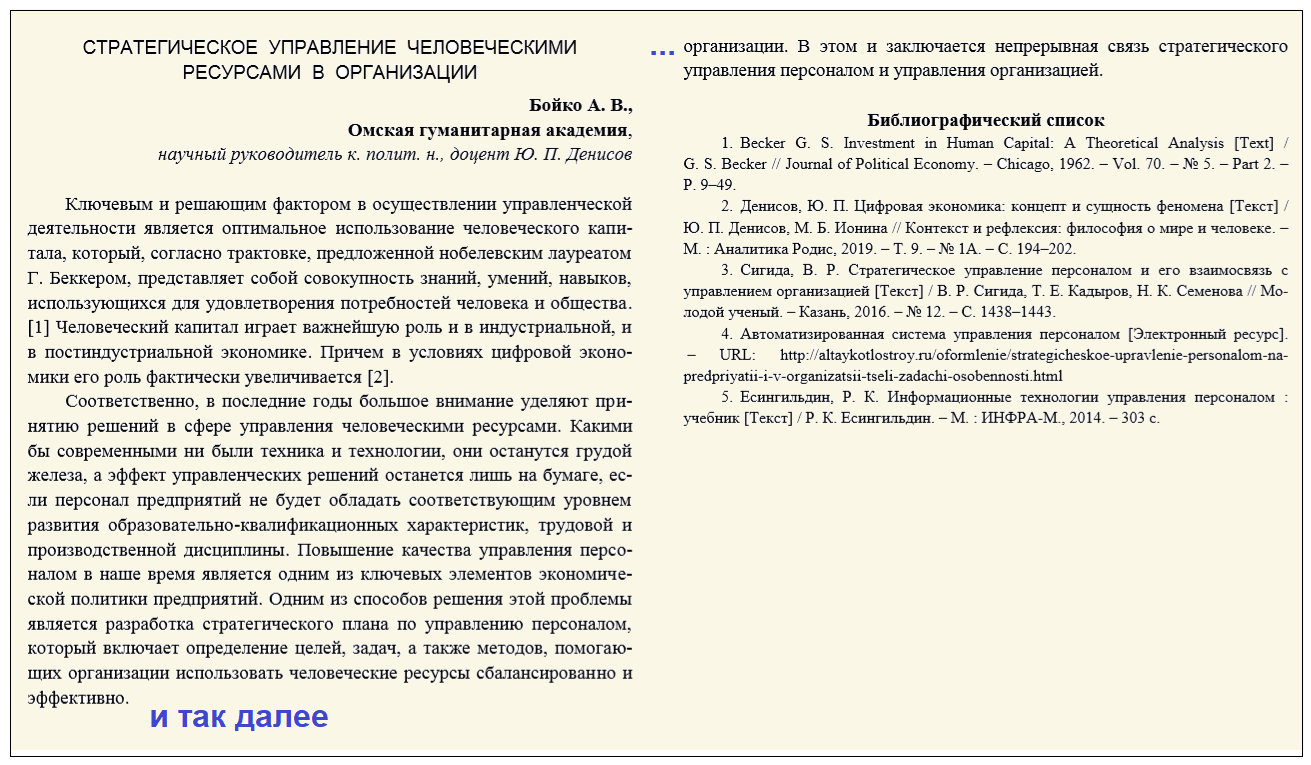 СТРАТЕГИЧЕСКОЕ УПРАВЛЕНИЕ ЧЕЛОВЕЧЕСКИМИ
РЕСУРСАМИ В ОРГАНИЗАЦИИ
Бойко А. В.,
Омская гуманитарная академия,
научный руководитель к. полит. н., доцент Ю. П. Денисов
Ключевым и решающим фактором в осуществлении управленческой
деятельности является оптимальное использование человеческого капи-
тала, который, согласно трактовке, предложенной нобелевским лауреатом
Г. Беккером, представляет собой совокупность знаний, умений, навыков,
использующихся для удовлетворения потребностей человека и общества.
[1] Человеческий капитал играет важнейшую роль и в индустриальной, и
в постиндустриальной экономике. Причем в условиях цифровой эконо-
мики его роль фактически увеличивается [2].
Соответственно, в последние годы большое внимание уделяют при-
нятию решений в сфере управления человеческими ресурсами. Какими
бы современными ни были техника и технологии, они останутся грудой
железа, а эффект управленческих решений останется лишь на бумаге, ес-
ли персонал предприятий не будет обладать соответствующим уровнем
развития образовательно-квалификационных характеристик, трудовой и
производственной дисциплины. Повышение качества управления персо-
налом в наше время является одним из ключевых элементов экономиче-
ской политики предприятий. Одним из способов решения этой проблемы
является разработка стратегического плана по управлению персоналом,
который включает определение целей, задач, а также методов, помогаю-
щих организации использовать человеческие ресурсы сбалансированно и
эффективно.
и так далее
... организации. В этом и заключается непрерывная связь стратегического
управления персоналом и управления организацией.
Библиографический список
1. Becker G. S. Investment in Human Capital: A Theoretical Analysis [Text] /
G. S. Becker // Journal of Political Economy. – Chicago, 1962. – Vol. 70. – № 5. – Part 2. –
P. 9–49.
2. Денисов, Ю. П. Цифровая экономика: концепт и сущность феномена [Текст] /
Ю. П. Денисов, М. Б. Ионина // Контекст и рефлексия: философия о мире и человеке. –
М. : Аналитика Родис, 2019. – Т. 9. – № 1А. – С. 194–202.
3. Сигида, В. Р. Стратегическое управление персоналом и его взаимосвязь с
управлением организацией [Текст] / В. Р. Сигида, Т. Е. Кадыров, Н. К. Семенова // Мо-
лодой ученый. – Казань, 2016. – № 12. – С. 1438–1443.
4. Автоматизированная система управления персоналом [Электронный ресурс].
– URL: http://altaykotlostroy.ru/oformlenie/strategicheskoe-upravlenie-personalom-na-
predpriyatii-i-v-organizatsii-tseli-zadachi-osobennosti.html
5. Есингильдин, Р. К. Информационные технологии управления персоналом :
учебник [Текст] / Р. К. Есингильдин. – М. : ИНФРА-М., 2014. – 303 с.